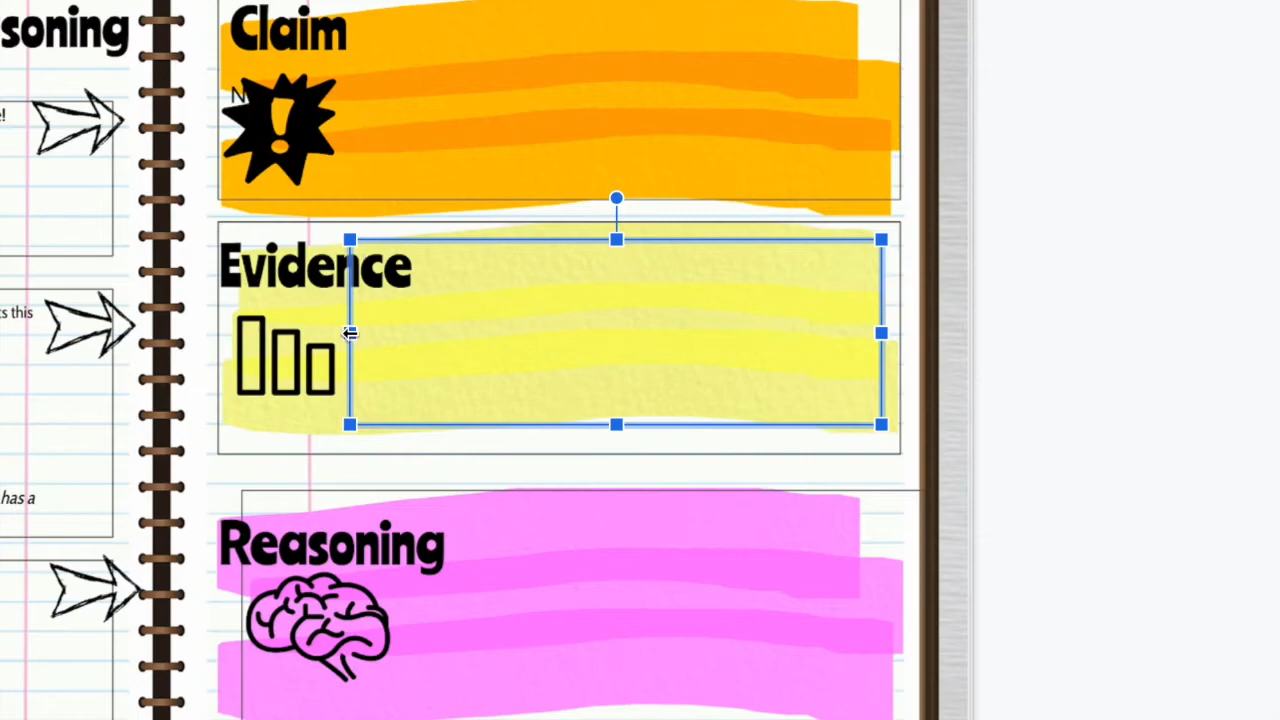 soning
Claim
N
e!
Evidence
ts this
has a
Reasoning